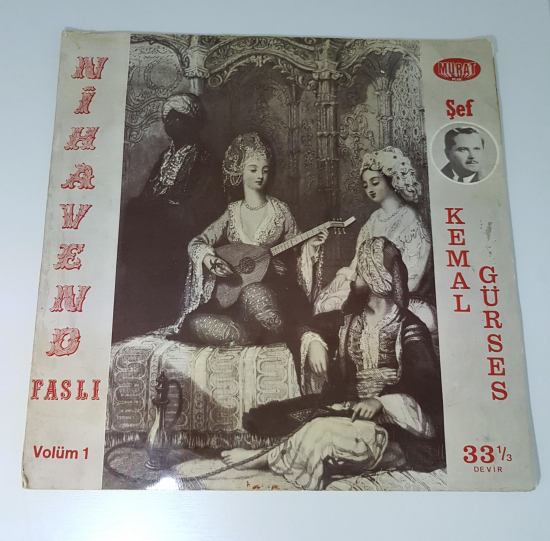 NİHAVEND
FASLI
Volüm 1
MURAT
Şef
KEMAL
GÜRSES
33 1/3
DEVİR